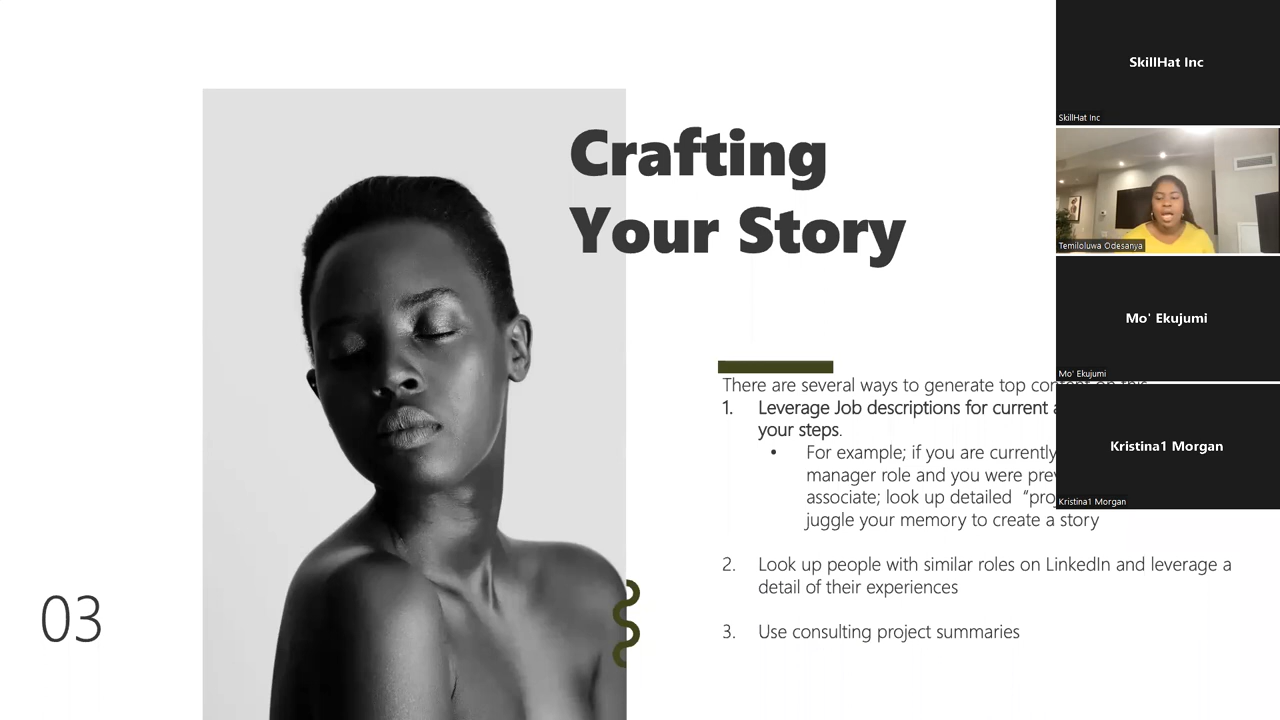 Crafting
Your Story
There are several ways to generate top content on this
1. Leverage Job descriptions for current
your steps.
• For example; if you are currently
manager role and you were
associate; look up detailed
juggle your memory to create a story
2. Look up people with similar roles on LinkedIn and leverage a
detail of their experiences
3. Use consulting project summaries
03
SkillHat Inc
SkillHat Inc
Temiloluwa Odesanya
Mo' Ekujumi
Mo' Ekujumi
Kristina1 Morgan
Kristina1 Morgan